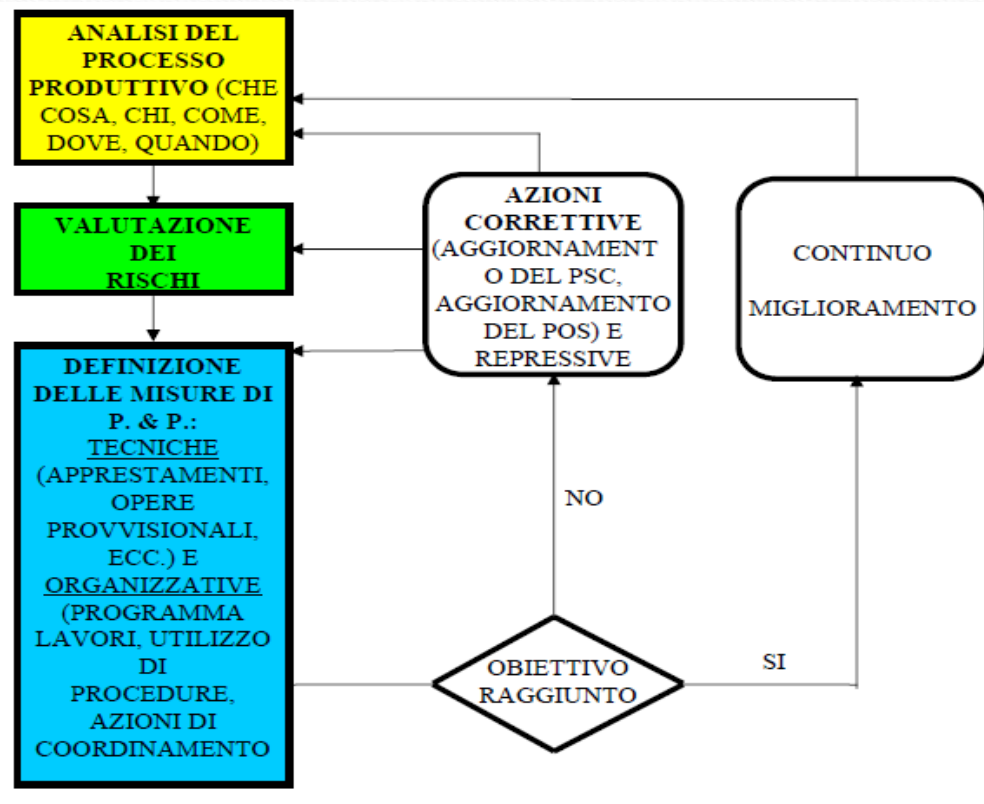 ANALISI DEL
PROCESSO
PRODUTTIVO (CHE
COSA, CHI, COME,
DOVE, QUANDO)
VALUTAZIONE
DEI
RISCHI
DEFINIZIONE
DELLE MISURE DI
P. & P.:
TECNICHE
(APPRESTAMENTI,
OPERE
PROVVISIONALI,
ECC.) E
ORGANIZZATIVE
(PROGRAMMA
LAVORI, UTILIZZO
DI
PROCEDURE,
AZIONI DI
COORDINAMENTO
AZIONI
CORRETTIVE
(AGGIORNAMENT
O DEL PSC,
AGGIORNAMENTO
DEL POS) E
REPRESSIVE
CONTINUO
MIGLIORAMENTO
NO
OBIETTIVO
RAGGIUNTO
SI